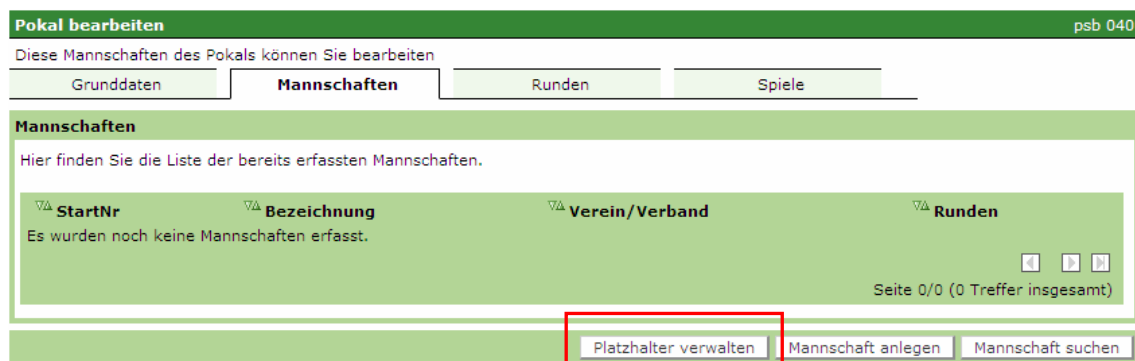 Pokal bearbeiten psb 040
Diese Mannschaften des Pokals können Sie bearbeiten
Grunddaten Mannschaften Runden Spiele
Mannschaften
Hier finden Sie die Liste der bereits erfassten Mannschaften.
StartNr Bezeichnung Verein/Verband Runden
Es wurden noch keine Mannschaften erfasst.
Seite 0/0 (0 Treffer insgesamt)
Platzhalter verwalten Mannschaft anlegen Mannschaft suchen